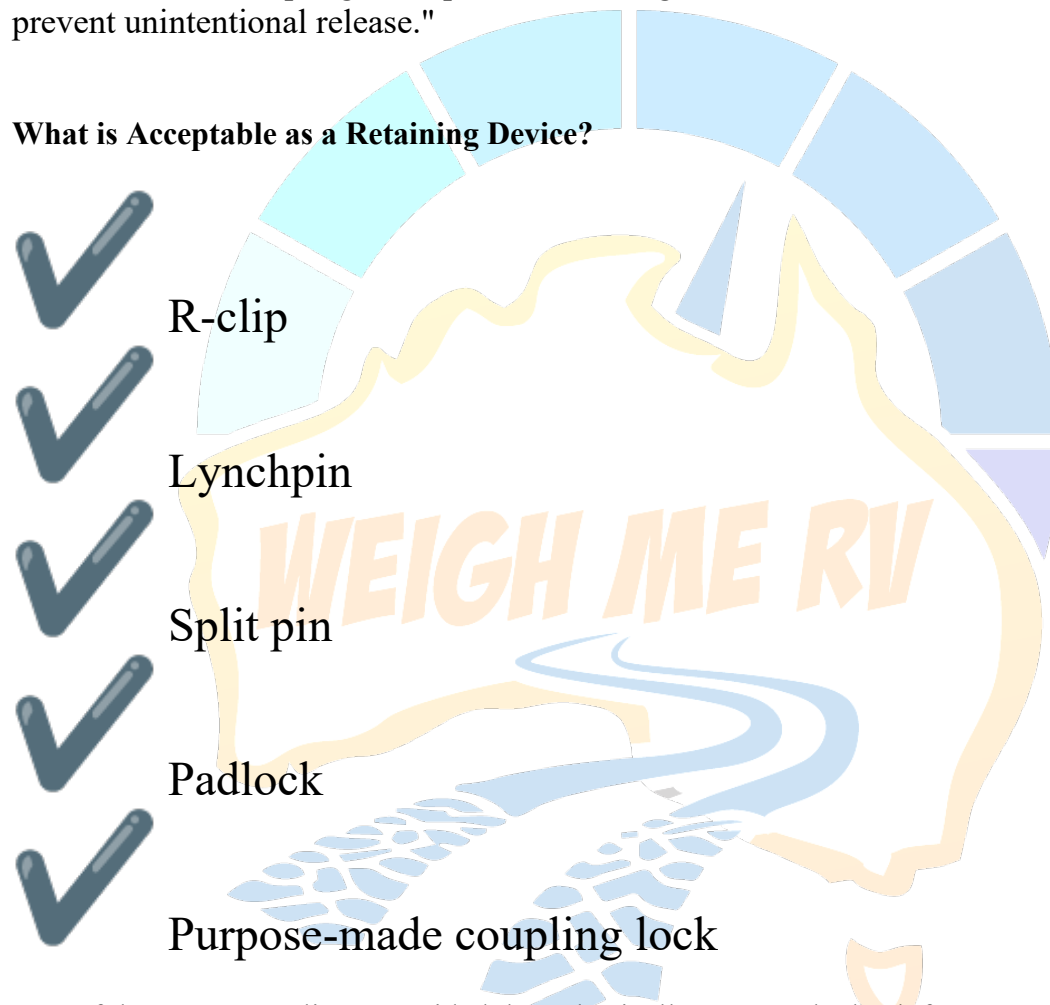 prevent unintentional release."
What is Acceptable as a Retaining Device?
R-clip
Lynchpin
WEIGH ME RV
Split pin
Padlock
Purpose-made coupling lock